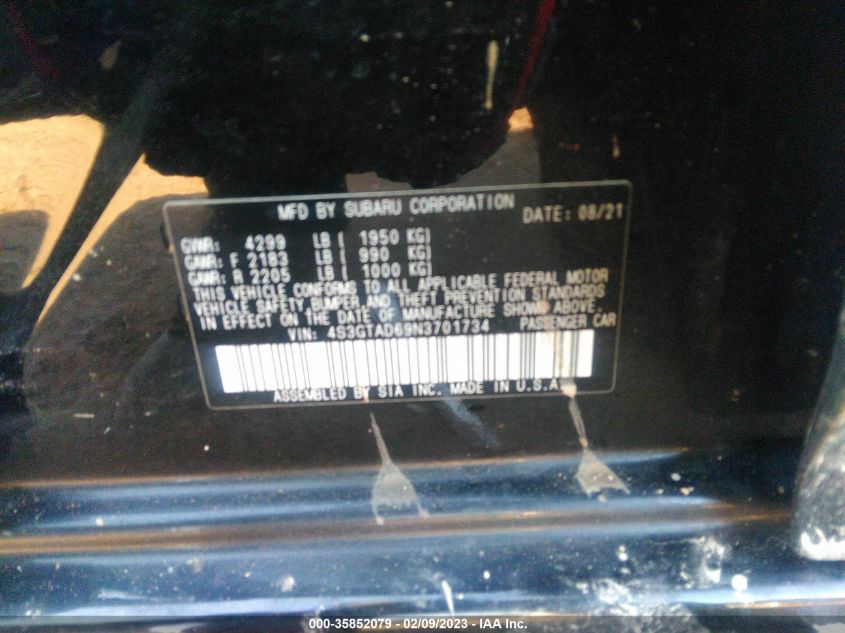 MFD BY SUBARU CORPORATION DATE: 08/21
GVWR: 4299 LB ( 1950 KG)
GAWR: F 2183 LB ( 990 KG)
GAWR: R 2205 LB ( 1000 KG)
THIS VEHICLE CONFORMS TO ALL APPLICABLE FEDERAL MOTOR
VEHICLE SAFETY, BUMPER, AND THEFT PREVENTION STANDARDS
IN EFFECT ON THE DATE OF MANUFACTURE SHOWN ABOVE.
VIN: 4S3GTAD69N3701734 PASSENGER CAR
ASSEMBLED BY SIA INC. MADE IN U.S.A
000-35852079 - 02/09/2023 - IAA Inc.